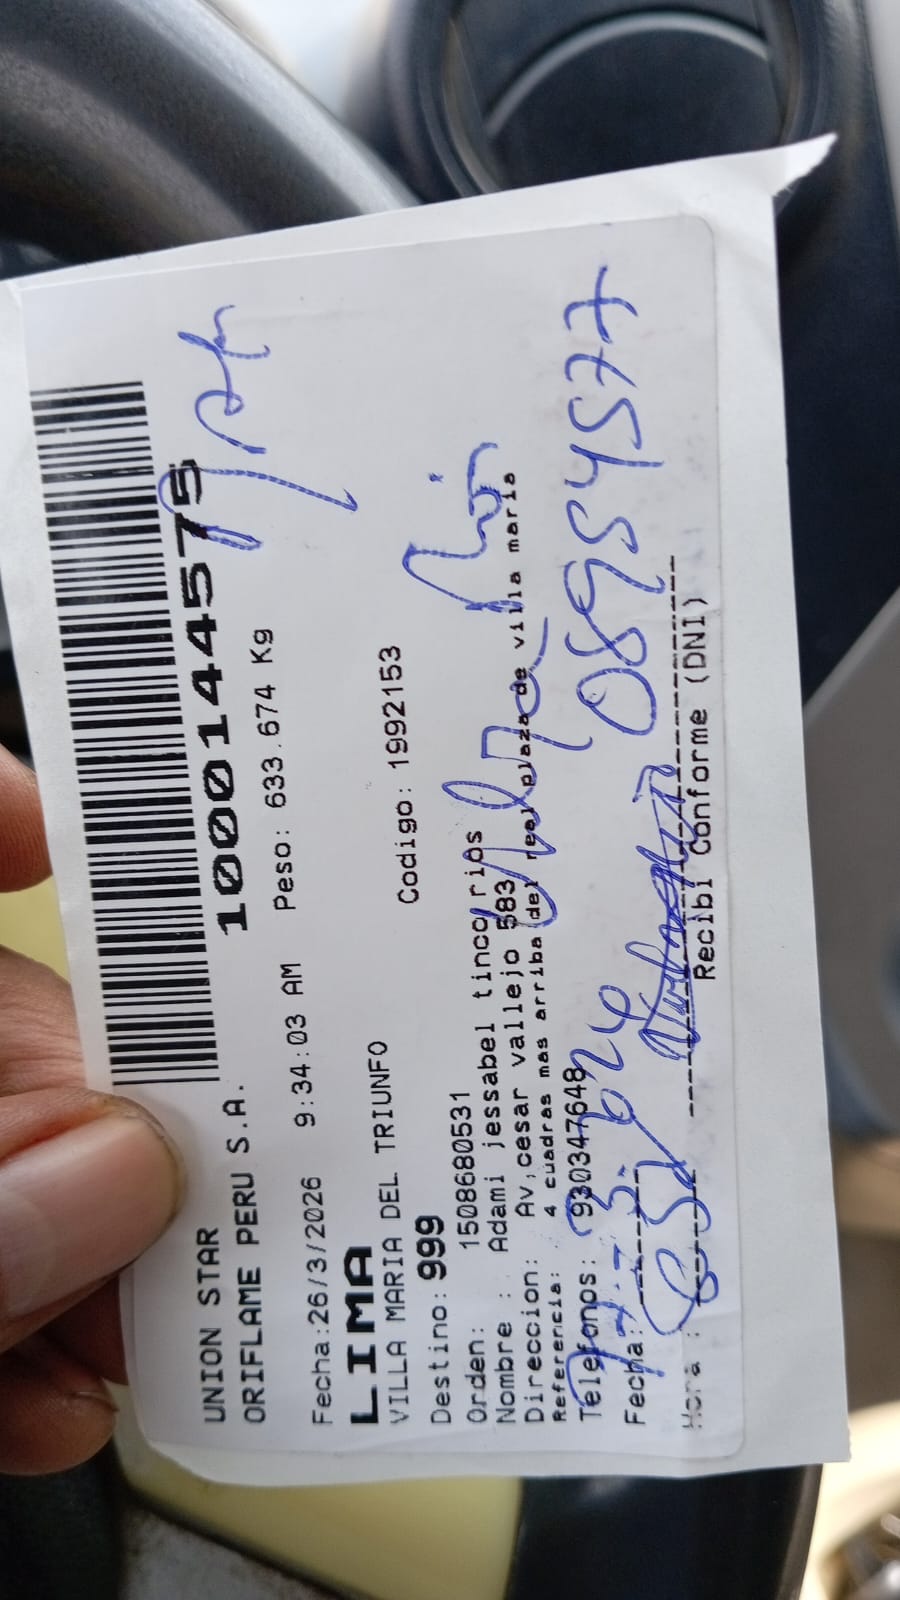 10001445775
UNION STAR
ORIFLAME PERU S.A.
Fecha:26/3/2026 9:34:03 AM Peso: 633.674 Kg
LIMA
VILLA MARIA DEL TRIUNFO
Destino: 999 Codigo: 1992153
Orden: 1508680531
Nombre : Adami jessabel tinco rios
Direccion: Av, cesar vallejo 583
Referencia: 4 cuadras mas arriba del real plaza de villa maria
Telefonos: 930347648
08954577
Fecha:
Hora :
Recibi Conforme (DNI)